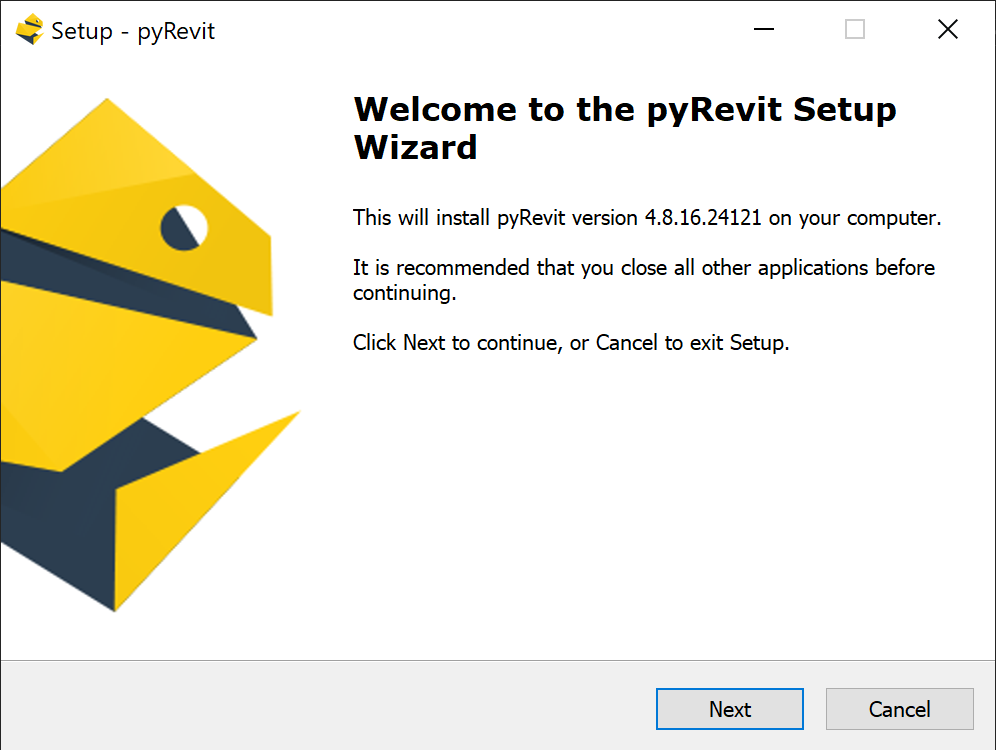 Setup - pyRevit
Welcome to the pyRevit Setup
Wizard
This will install pyRevit version 4.8.16.24121 on your computer.
It is recommended that you close all other applications before
continuing.
Click Next to continue, or Cancel to exit Setup.
Next
Cancel